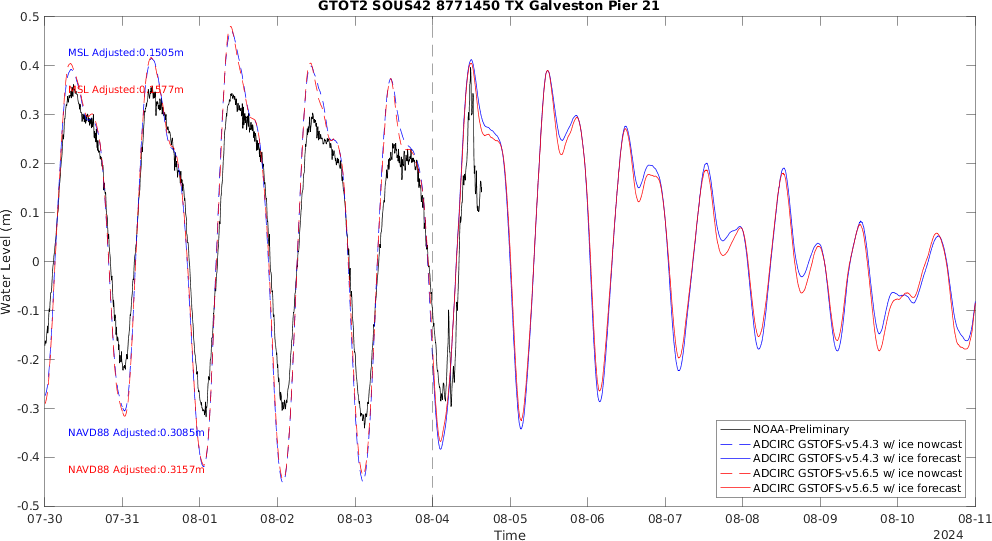 GTOT2 SOUS42 8771450 TX Galveston Pier 21
Water Level (m)
0.5
0.4
0.3
0.2
0.1
0
-0.1
-0.2
-0.3
-0.4
-0.5
MSL Adjusted:0.1505m
MSL Adjusted:0.1577m
NAVD88 Adjusted:0.3085m
NAVD88 Adjusted:0.3157m
NOAA-Preliminary
ADCIRC GSTOFS-v5.4.3 w/ ice nowcast
ADCIRC GSTOFS-v5.4.3 w/ ice forecast
ADCIRC GSTOFS-v5.6.5 w/ ice nowcast
ADCIRC GSTOFS-v5.6.5 w/ ice forecast
07-30 07-31 08-01 08-02 08-03 08-04 08-05 08-06 08-07 08-08 08-09 08-10 08-11
Time
2024